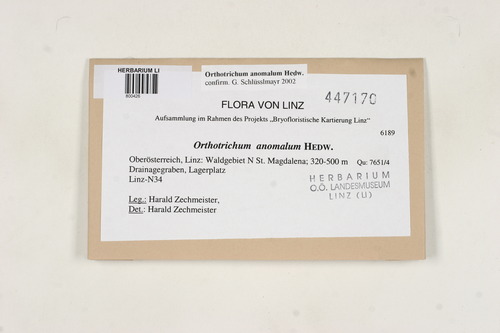 HERBARIUM LI
800426
Orthotrichum anomalum Hedw.
confirm. G. Schlüsslmayr 2002
FLORA VON LINZ
447170
Aufsammlung im Rahmen des Projekts „Bryofloristische Kartierung Linz“
6189
Orthotrichum anomalum HEDW.
Oberösterreich, Linz: Waldgebiet N St. Magdalena; 320-500 m Qu: 7651/4
Drainagegraben, Lagerplatz
Linz-N34
HERBARIUM
O.Ö. LANDESMUSEUM
LINZ (U)
Leg.: Harald Zechmeister,
Det.: Harald Zechmeister